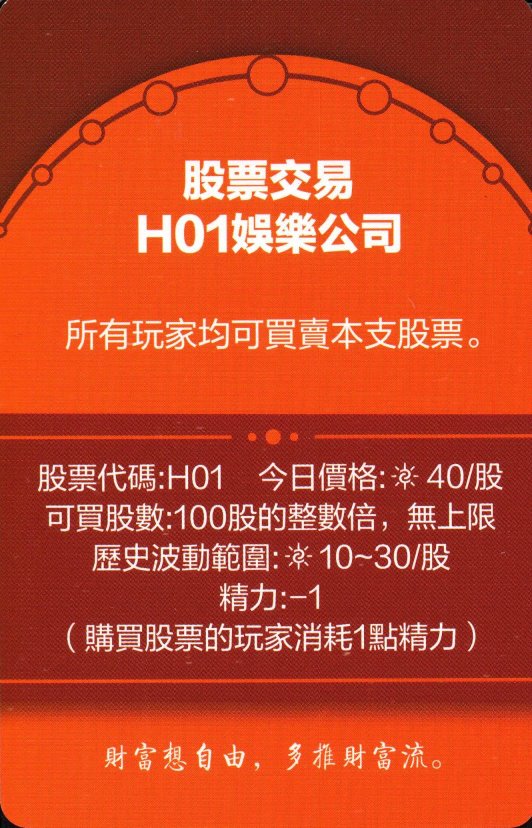 股票交易
H01娛樂公司
所有玩家均可買賣本支股票。
股票代碼:H01 今日價格: 40/股
可買股數:100股的整數倍，無上限
歷史波動範圍: 10~30/股
精力:-1
（購買股票的玩家消耗1點精力）
財富想自由，多推財富流。